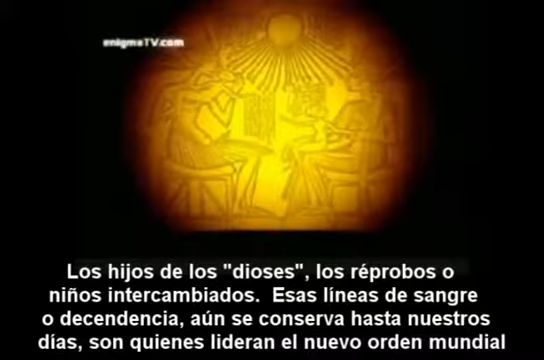 enigmaTV.com
Los hijos de los "dioses", los réprobos o
niños intercambiados.  Esas líneas de sangre
o decendencia, aún se conserva hasta nuestros
días, son quienes lideran el nuevo orden mundial